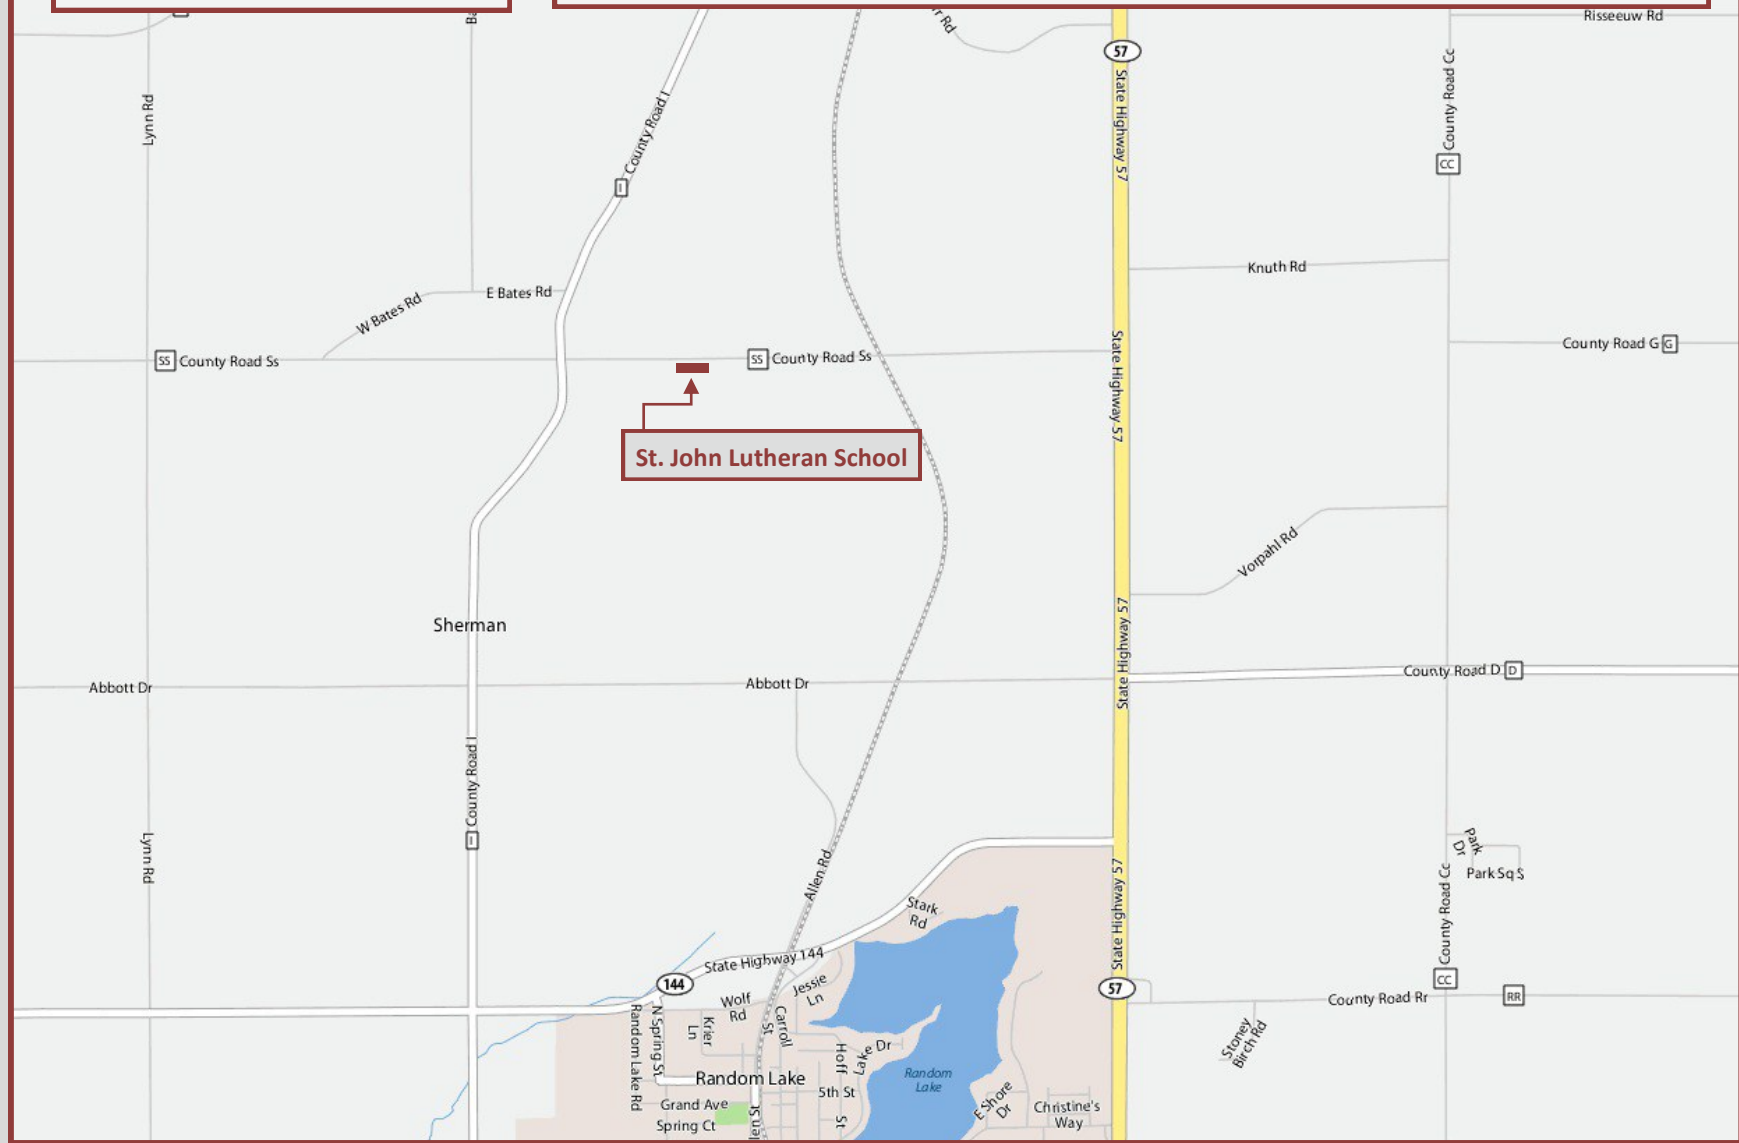 Risseeuw Rd
57
State Highway 57
County Road Cc
CC
Lynn Rd
County Road I
I
Knuth Rd
E Bates Rd
W Bates Rd
SS County Road Ss
SS County Road Ss
State Highway 57
County Road G G
St. John Lutheran School
Vorpahl Rd
Sherman
State Highway 57
Abbott Dr
Abbott Dr
County Road D D
County Road I
I
Lynn Rd
Allen Rd
Park
Dr
Park Sq S
State Highway 57
County Road Cc
CC
Stark
Rd
State Highway 144
144
57
Jessie
Ln
Wolf
Rd
County Road Rr
RR
Random Lake Rd
N Spring St
Krier
Ln
Carroll
St
Hoff
St
Lake Dr
Stoney
Birch Rd
Random Lake
Random
Lake
5th St
Grand Ave
Spring Ct
E Shore
Dr
Christine's
Way